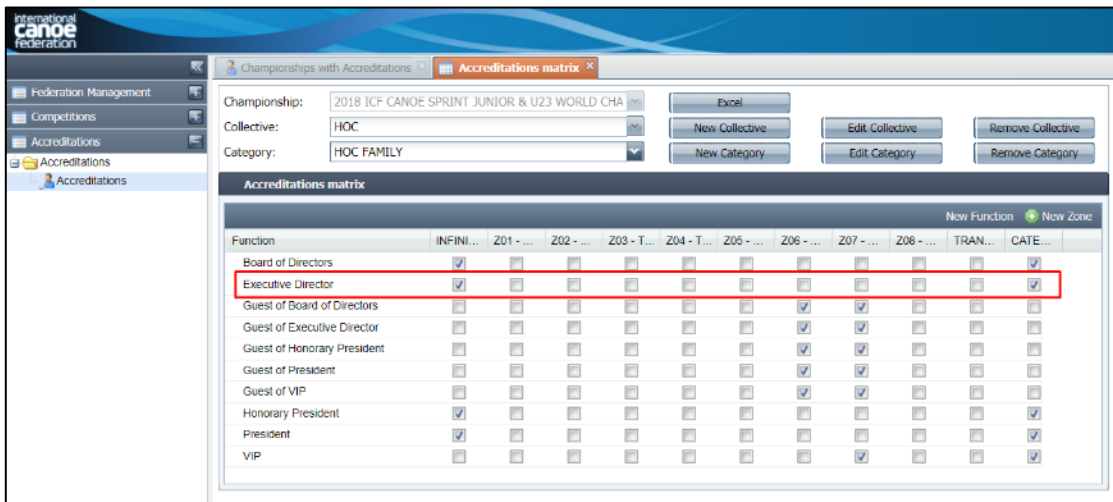 international
canoe
federation
Championships with Accreditations
Accreditations matrix
Federation Management
Competitions
Accreditations
Accreditations
Accreditations
Championship: 2018 ICF CANOE SPRINT JUNIOR & U23 WORLD CHA Excel
Collective: HOC New Collective Edit Collective Remove Collective
Category: HOC FAMILY New Category Edit Category Remove Category
Accreditations matrix
New Function New Zone
Function INFINI... Z01 - ... Z02 - ... Z03 - T... Z04 - T... Z05 - ... Z06 - ... Z07 - ... Z08 - ... TRAN... CATE...
Board of Directors
Executive Director
Guest of Board of Directors
Guest of Executive Director
Guest of Honorary President
Guest of President
Guest of VIP
Honorary President
President
VIP